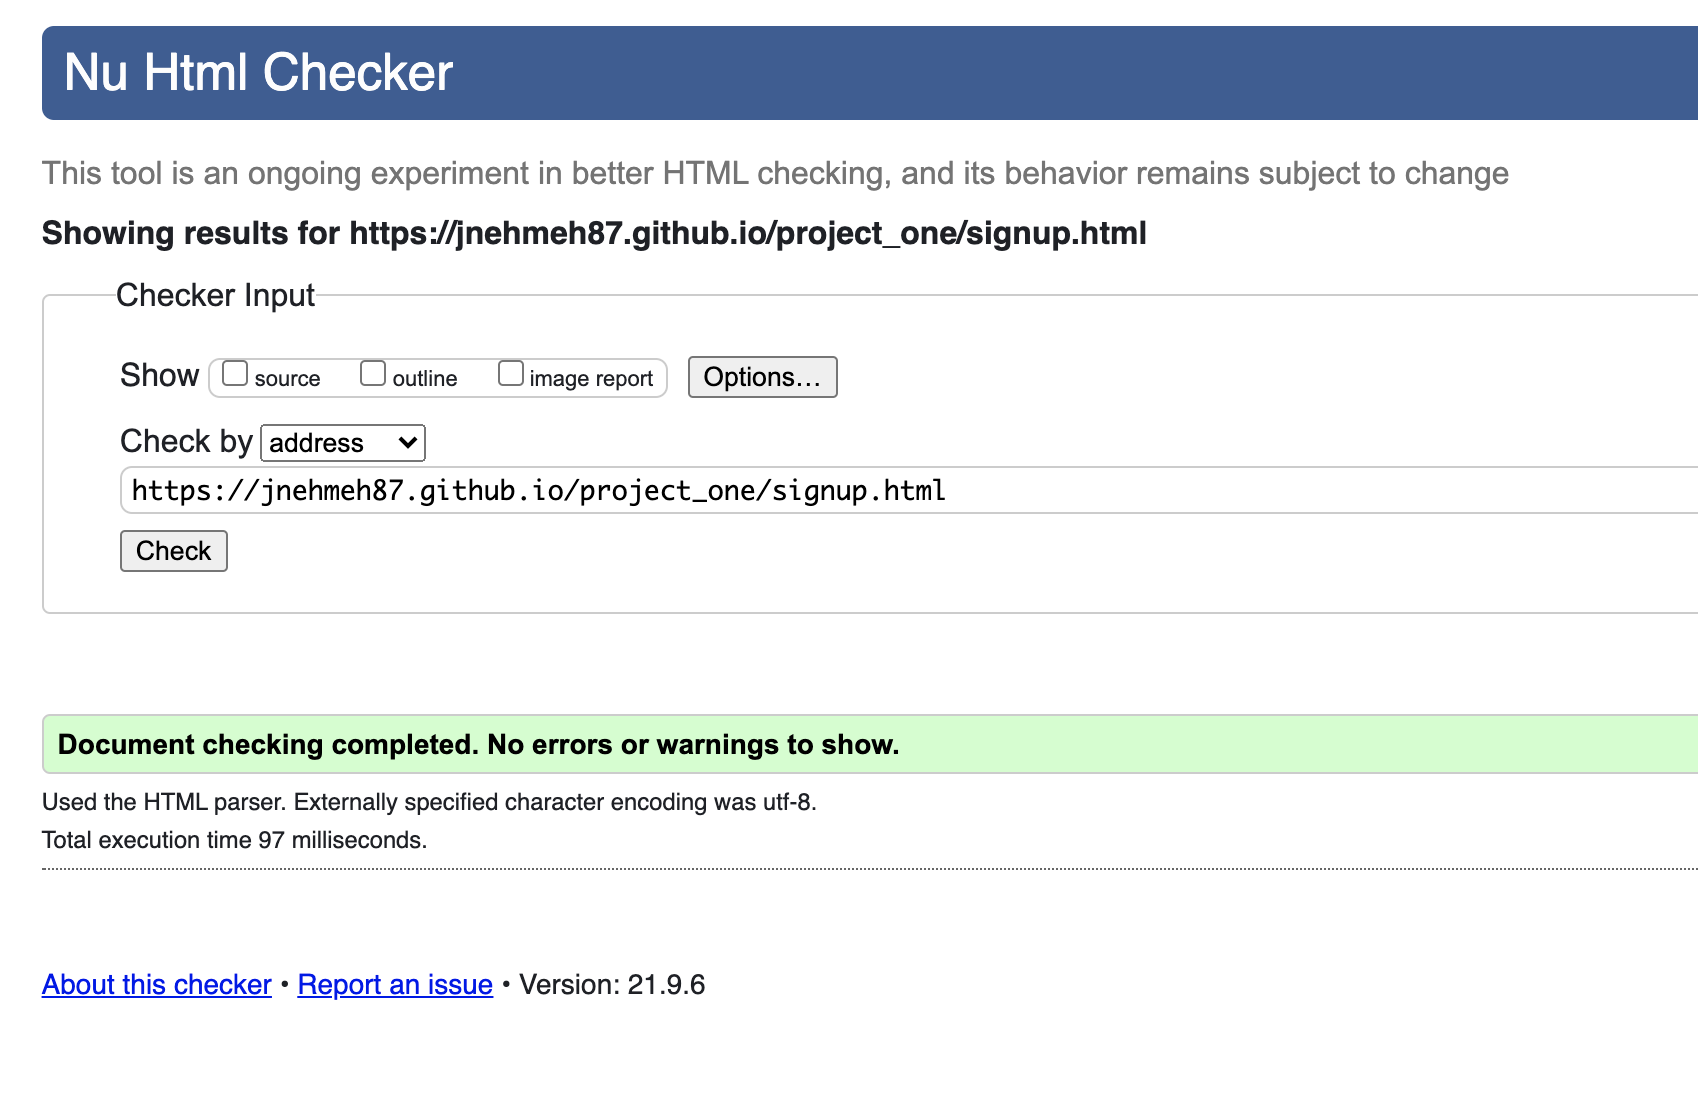 Nu Html Checker
This tool is an ongoing experiment in better HTML checking, and its behavior remains subject to change
Showing results for https://jnehmeh87.github.io/project_one/signup.html
Checker Input
Show source outline image report Options...
Check by address
https://jnehmeh87.github.io/project_one/signup.html
Check
Document checking completed. No errors or warnings to show.
Used the HTML parser. Externally specified character encoding was utf-8.
Total execution time 97 milliseconds.
About this checker • Report an issue • Version: 21.9.6